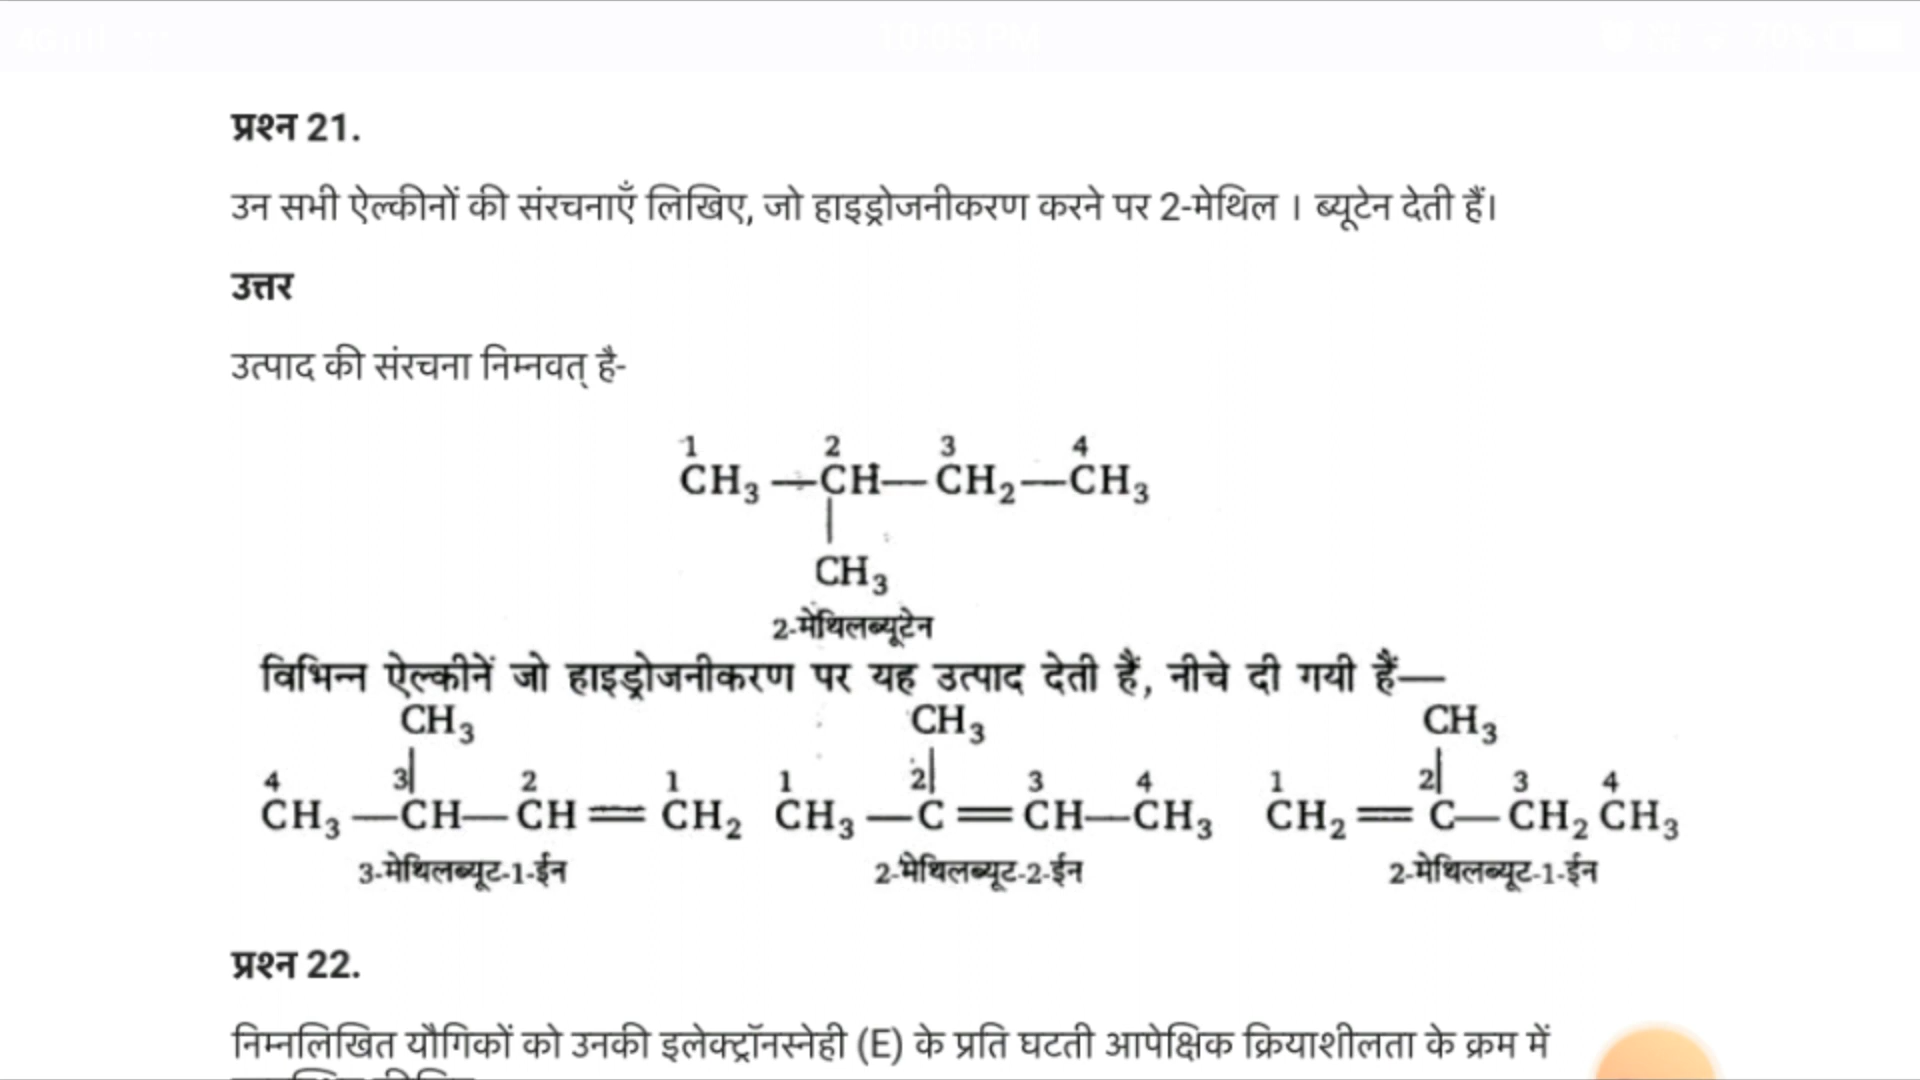 प्रश्न 21.
उन सभी ऐल्कीनों की संरचनाएँ लिखिए, जो हाइड्रोजनीकरण करने पर 2-मेथिल । ब्यूटेन देती हैं।
उत्तर
उत्पाद की संरचना निम्नवत् है-
1 2 3 4
CH₃—CH—CH₂—CH₃
|
CH₃
2-मेथिलब्यूटेन
विभिन्न ऐल्कीनें जो हाइड्रोजनीकरण पर यह उत्पाद देती हैं, नीचे दी गयी हैं—
CH₃ CH₃ CH₃
4 3| 2 1 1 2| 3 4 1 2| 3 4
CH₃—CH—CH=CH₂ CH₃—C=CH—CH₃ CH₂=C—CH₂CH₃
3-मेथिलब्यूट-1-ईन 2-मेथिलब्यूट-2-ईन 2-मेथिलब्यूट-1-ईन
प्रश्न 22.
निम्नलिखित यौगिकों को उनकी इलेक्ट्रॉनस्नेही (E) के प्रति घटती आपेक्षिक क्रियाशीलता के क्रम में